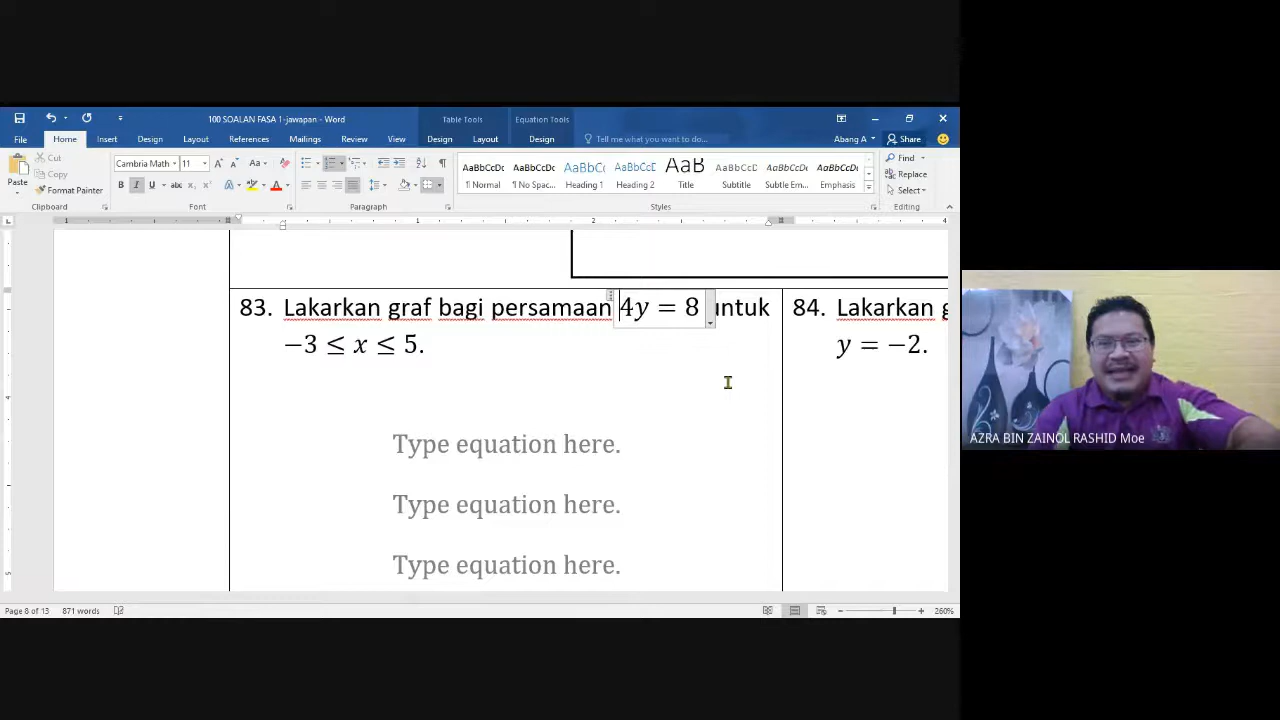 100 SOALAN FASA 1-jawapan - Word
Table Tools
Equation Tools
File
Home
Insert
Design
Layout
References
Mailings
Review
View
Design
Layout
Design
Tell me what you want to do...
Abang A
Share
Paste
Cut
Copy
Format Painter
Clipboard
Cambria Math
11
Font
Paragraph
AaBbCcDc
¶ Normal
AaBbCcDc
¶ No Spac...
AaBbCc
Heading 1
AaBbCcE
Heading 2
AaB
Title
AaBbCcD
Subtitle
AaBbCcDc
Subtle Em...
AaBbCcDc
Emphasis
Styles
Find
Replace
Select
Editing
83. Lakarkan graf bagi persamaan 4y = 8 untuk
−3 ≤ x ≤ 5.
84. Lakarkan g
y = −2.
Type equation here.
Type equation here.
Type equation here.
AZRA BIN ZAINOL RASHID Moe
Page 8 of 13
871 words
260%